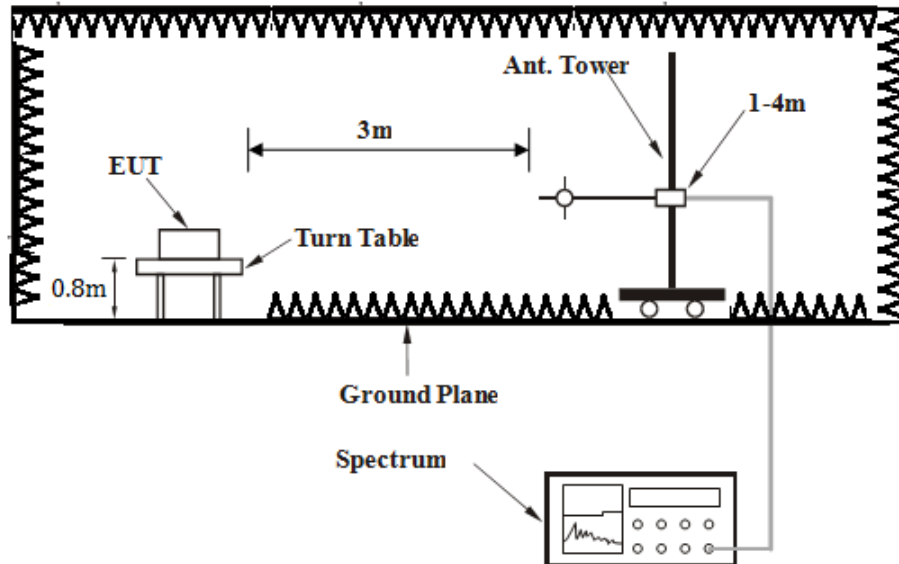 Ant. Tower
1-4m
3m
EUT
Turn Table
0.8m
Ground Plane
Spectrum